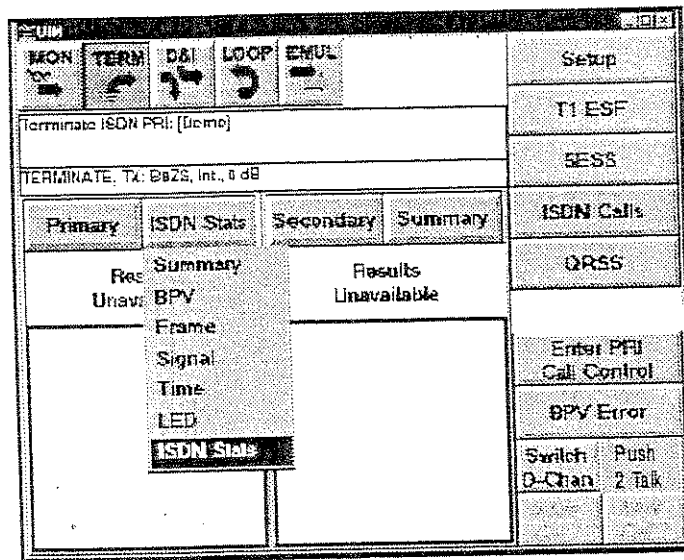 UIM
MON TERM D&I LOOP EMUL
Terminate ISDN PRI: [Demo]
TERMINATE, Tx: B8ZS, Int., 0 dB
Primary ISDN Stats Secondary Summary
Results
Unavailable
Summary
BPV
Frame
Signal
Time
LED
ISDN Stats
Setup
T1 ESF
5ESS
ISDN Calls
QRSS
Enter PRI
Call Control
BPV Error
Switch
D-Chan
Push
2 Talk